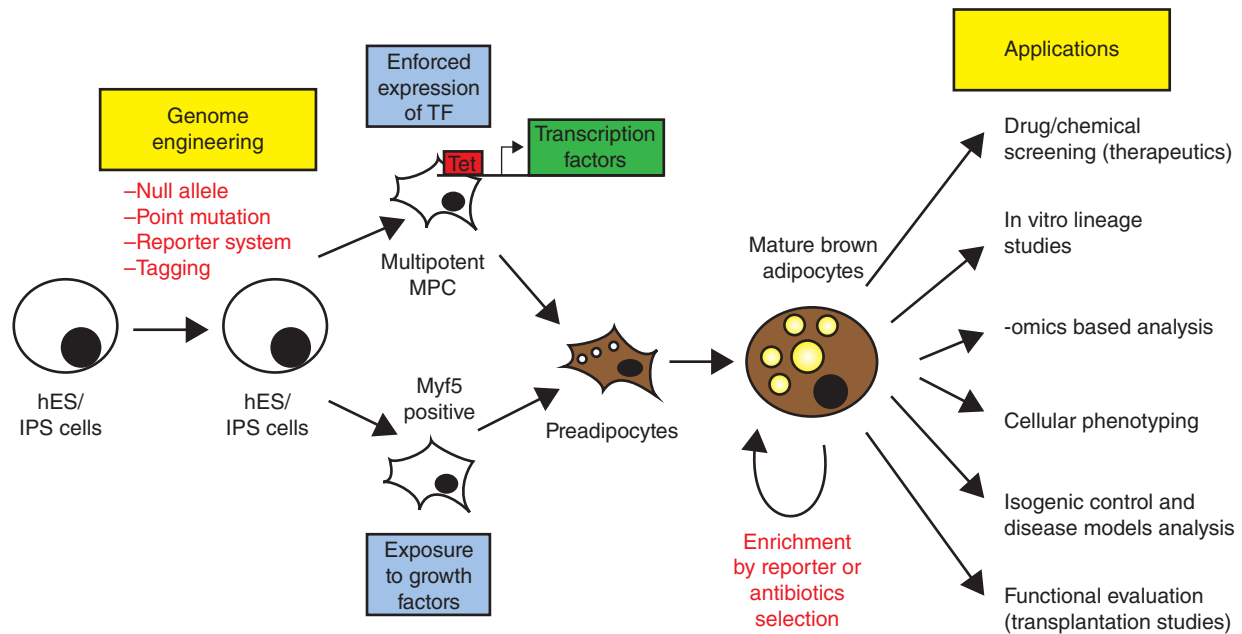 Genome
engineering
–Null allele
–Point mutation
–Reporter system
–Tagging
hES/
IPS cells
hES/
IPS cells
Enforced
expression
of TF
Tet
Transcription
factors
Multipotent
MPC
Myf5
positive
Exposure
to growth
factors
Preadipocytes
Mature brown
adipocytes
Enrichment
by reporter or
antibiotics
selection
Applications
Drug/chemical
screening (therapeutics)
In vitro lineage
studies
-omics based analysis
Cellular phenotyping
Isogenic control and
disease models analysis
Functional evaluation
(transplantation studies)